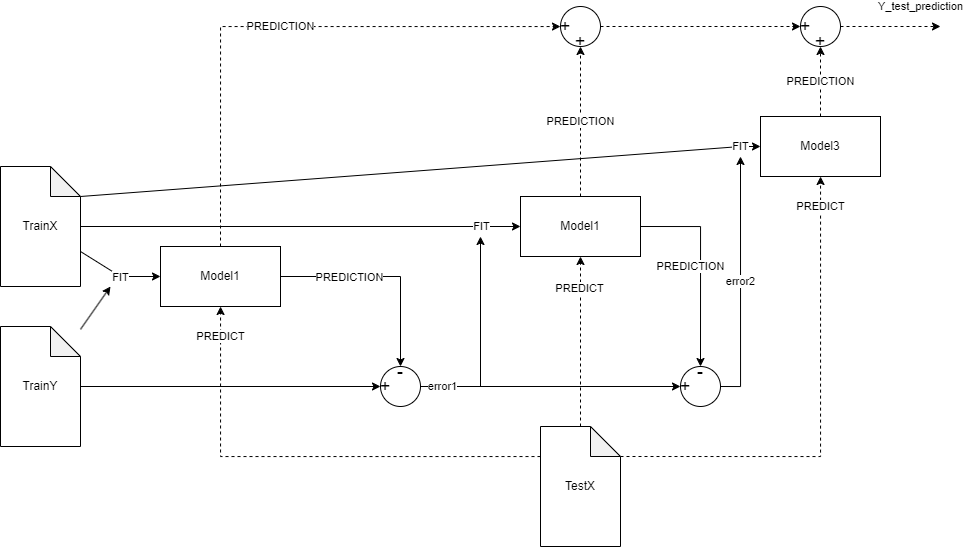 Y_test_prediction
PREDICTION
+
+
+
+
PREDICTION
PREDICTION
FIT
Model3
TrainX
FIT
Model1
PREDICT
FIT
Model1
PREDICTION
PREDICTION
error2
PREDICT
PREDICT
TrainY
+
-
error1
+
-
TestX